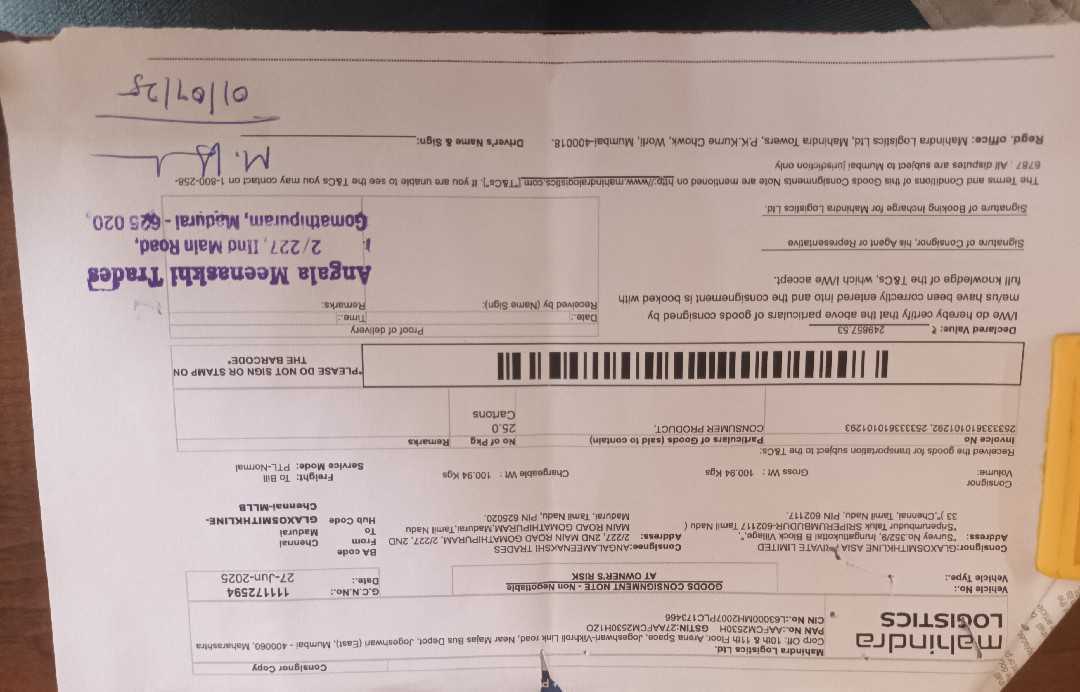 Consignor Copy
mahindra
LOGISTICS
Mahindra Logistics Ltd.
Corp Off: 10th & 11th Floor, Arena Space, Jogeshwari-Vikhroli Link road, Near Majas Bus Depot, Jogeshwari (East), Mumbai - 400060, Maharashtra
PAN No.:AAFCM2530H GSTIN:27AAFCM2530H1ZO
CIN No.:L63000MH2007PLC173466
Vehicle No.:
Vehicle Type.:
GOODS CONSIGNMENT NOTE - Non Negotiable
AT OWNER'S RISK
G.C.N.No.: 111172594
Date.: 27-Jun-2025
Consignor:GLAXOSMITHKLINE ASIA PRIVATE LIMITED
Address: "Survey No.352/9, Irungattukottai B Block Village,".
"Sriperumbudur Taluk SRIPERUMBUDUR-602117 Tamil Nadu (
33 )",Chennai, Tamil Nadu, PIN 602117.
Consignee:ANGALAMEENAKSHI TRADES
Address: 2/227, 2ND MAIN ROAD GOMATHIPURAM, 2/227, 2ND
MAIN ROAD GOMATHIPURAM,Madurai,Tamil Nadu
Madurai, Tamil Nadu, PIN 625020.
BA code
From Chennai
To Madurai
Hub Code GLAXOSMITHKLINE-
Chennai-MLLB
Consignor
Volume:
Gross Wt : 100.94 Kgs
Chargeable Wt : 100.94 Kgs
Freight: To Bill
Service Mode: PTL-Normal
Received the goods for transportation subject to the T&Cs:
Invoice No
Particulars of Goods (said to contain)
No of Pkg
Remarks
25333610101292, 25333610101293
CONSUMER PRODUCT,
25.0
Cartons
*PLEASE DO NOT SIGN OR STAMP ON
THE BARCODE*
Declared Value: ₹ 249857.53
I/We do hereby certify that the above particulars of goods consigned by
me/us have been correctly entered into and the consignement is booked with
full knowledge of the T&Cs, which I/We accept.
Proof of delivery
Date.:
Time.:
Received by (Name Sign):
Remarks:
Angala Meenaskhi Trades
2/227, IInd Main Road,
Gomathipuram, Madurai - 625 020,
Signature of Consignor, his Agent or Representative
Signature of Booking Incharge for Mahindra Logistics Ltd.
The Terms and Conditions of this Goods Consignments Note are mentioned on http://www.mahindralogistics.com ("T&Cs"). If you are unable to see the T&Cs you may contact on 1-800-258-
6787 : All disputes are subject to Mumbai jurisdiction only
Regd. office: Mahindra Logistics Ltd, Mahindra Towers, P.K.Kurne Chowk, Worli, Mumbai-400018.
Driver's Name & Sign:
01/07/25